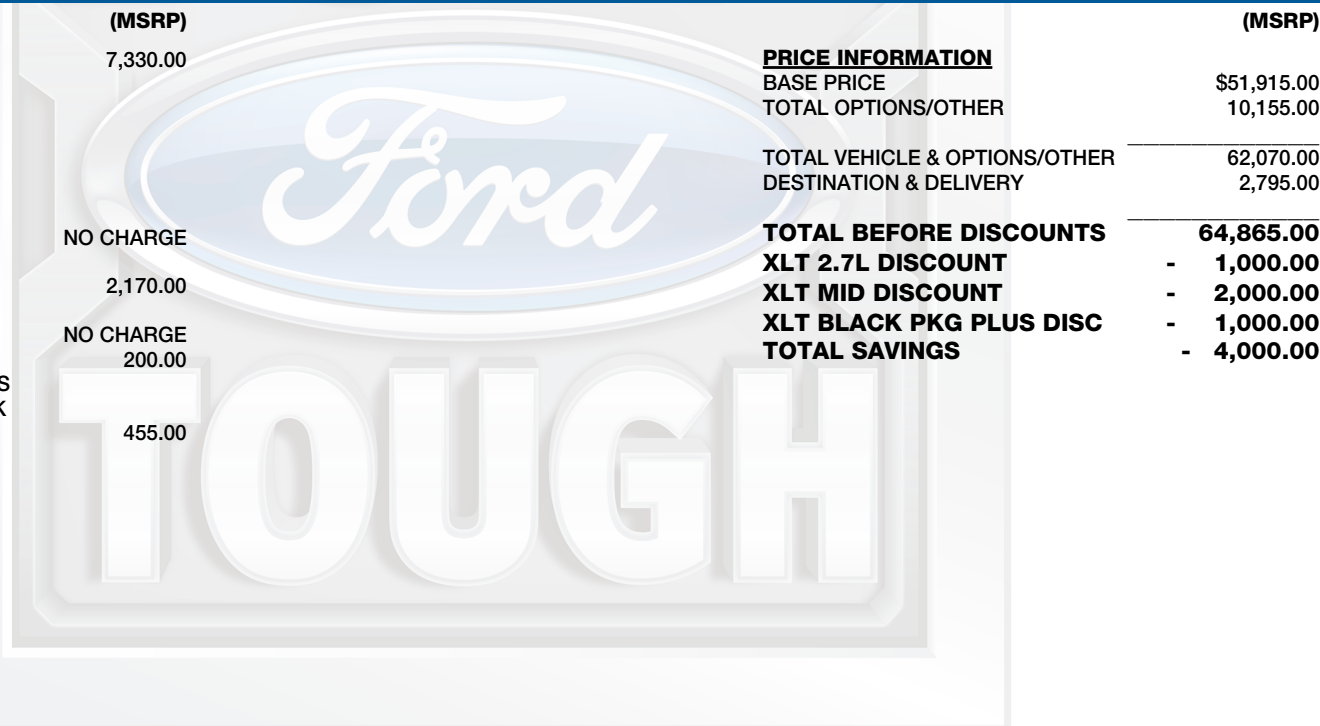 (MSRP)
7,330.00
NO CHARGE
2,170.00
NO CHARGE
200.00
S
K
455.00
(MSRP)
PRICE INFORMATION
BASE PRICE $51,915.00
TOTAL OPTIONS/OTHER 10,155.00
TOTAL VEHICLE & OPTIONS/OTHER 62,070.00
DESTINATION & DELIVERY 2,795.00
TOTAL BEFORE DISCOUNTS 64,865.00
XLT 2.7L DISCOUNT - 1,000.00
XLT MID DISCOUNT - 2,000.00
XLT BLACK PKG PLUS DISC - 1,000.00
TOTAL SAVINGS - 4,000.00
Ford
TOUGH